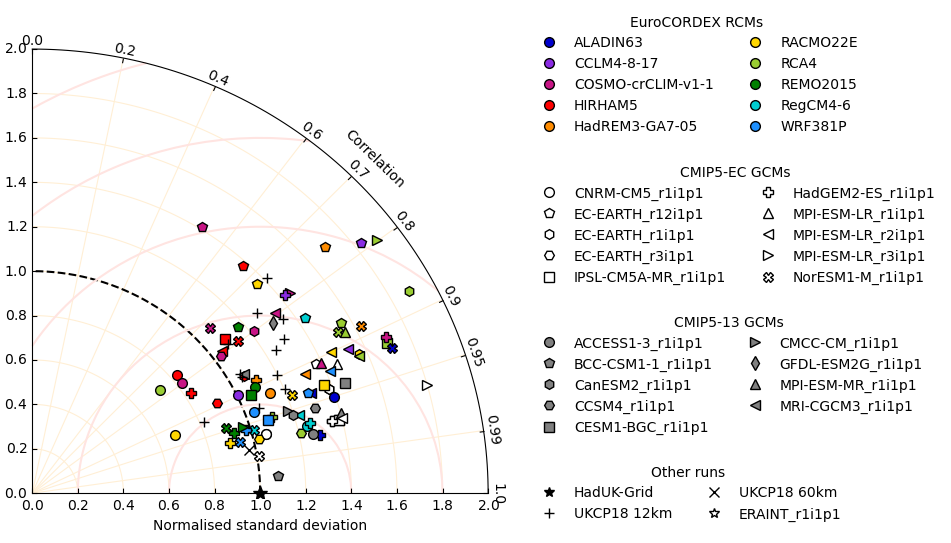 EuroCORDEX RCMs
ALADIN63
CCLM4-8-17
COSMO-crCLIM-v1-1
HIRHAM5
HadREM3-GA7-05
RACMO22E
RCA4
REMO2015
RegCM4-6
WRF381P
CMIP5-EC GCMs
CNRM-CM5_r1i1p1
EC-EARTH_r12i1p1
EC-EARTH_r1i1p1
EC-EARTH_r3i1p1
IPSL-CM5A-MR_r1i1p1
HadGEM2-ES_r1i1p1
MPI-ESM-LR_r1i1p1
MPI-ESM-LR_r2i1p1
MPI-ESM-LR_r3i1p1
NorESM1-M_r1i1p1
CMIP5-13 GCMs
ACCESS1-3_r1i1p1
BCC-CSM1-1_r1i1p1
CanESM2_r1i1p1
CCSM4_r1i1p1
CESM1-BGC_r1i1p1
CMCC-CM_r1i1p1
GFDL-ESM2G_r1i1p1
MPI-ESM-MR_r1i1p1
MRI-CGCM3_r1i1p1
Other runs
HadUK-Grid
UKCP18 12km
UKCP18 60km
ERAINT_r1i1p1
0.0
0.2
0.4
0.6
0.7
0.8
0.9
0.95
0.99
1.0
Correlation
2.0
1.8
1.6
1.4
1.2
1.0
0.8
0.6
0.4
0.2
0.0
0.0 0.2 0.4 0.6 0.8 1.0 1.2 1.4 1.6 1.8 2.0
Normalised standard deviation